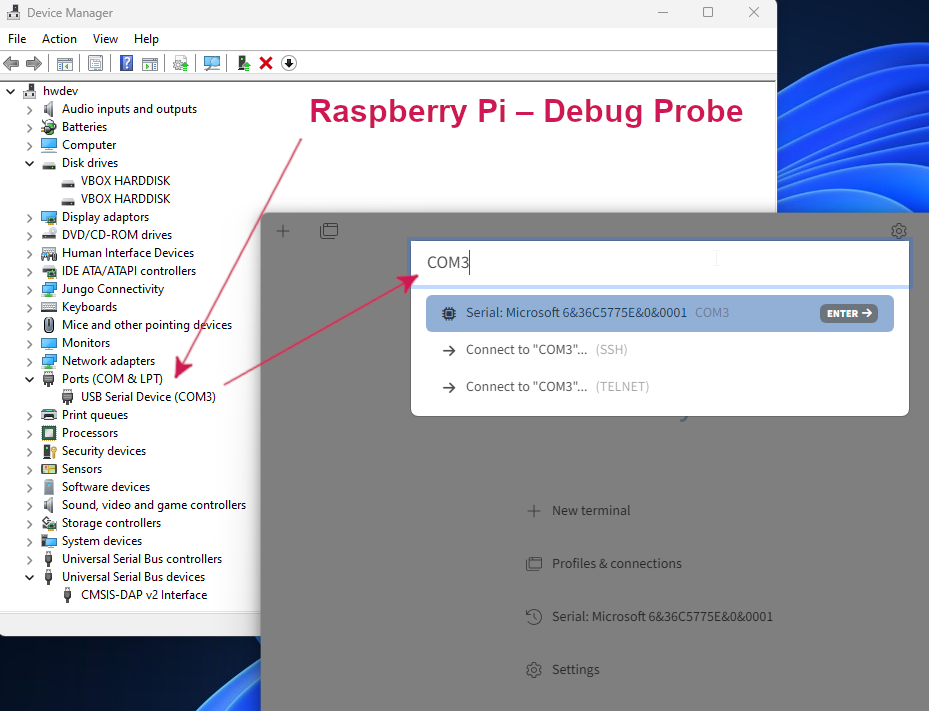 Device Manager
File Action View Help
hwdev
Audio inputs and outputs
Batteries
Computer
Disk drives
VBOX HARDDISK
VBOX HARDDISK
Display adaptors
DVD/CD-ROM drives
Human Interface Devices
IDE ATA/ATAPI controllers
Jungo Connectivity
Keyboards
Mice and other pointing devices
Monitors
Network adapters
Ports (COM & LPT)
USB Serial Device (COM3)
Print queues
Processors
Security devices
Sensors
Software devices
Sound, video and game controllers
Storage controllers
System devices
Universal Serial Bus controllers
Universal Serial Bus devices
CMSIS-DAP v2 Interface
Raspberry Pi – Debug Probe
COM3
Serial: Microsoft 6&36C5775E&0&0001 COM3 ENTER →
Connect to "COM3"... (SSH)
Connect to "COM3"... (TELNET)
New terminal
Profiles & connections
Serial: Microsoft 6&36C5775E&0&0001
Settings